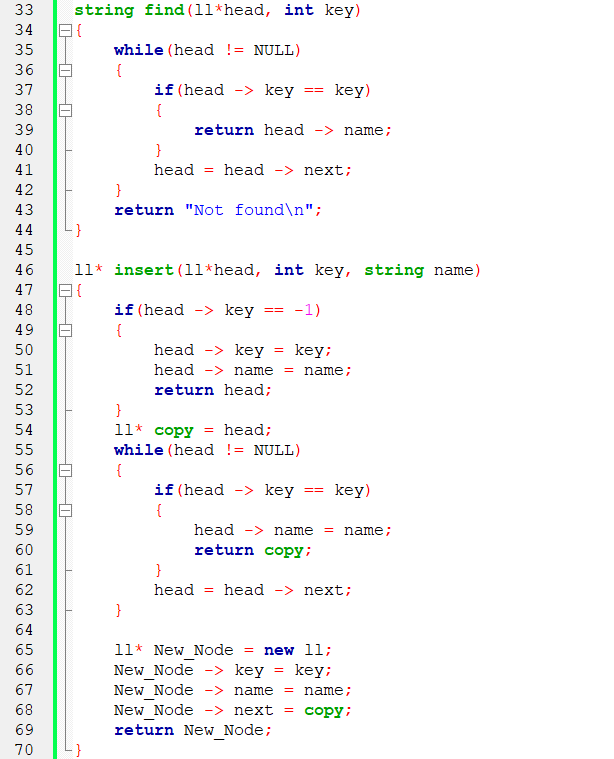 33 string find(ll*head, int key)
34 {
35     while(head != NULL)
36     {
37         if(head -> key == key)
38         {
39             return head -> name;
40         }
41         head = head -> next;
42     }
43     return "Not found\n";
44 }
45
46 ll* insert(ll*head, int key, string name)
47 {
48     if(head -> key == -1)
49     {
50         head -> key = key;
51         head -> name = name;
52         return head;
53     }
54     ll* copy = head;
55     while(head != NULL)
56     {
57         if(head -> key == key)
58         {
59             head -> name = name;
60             return copy;
61         }
62         head = head -> next;
63     }
64
65     ll* New_Node = new ll;
66     New_Node -> key = key;
67     New_Node -> name = name;
68     New_Node -> next = copy;
69     return New_Node;
70 }